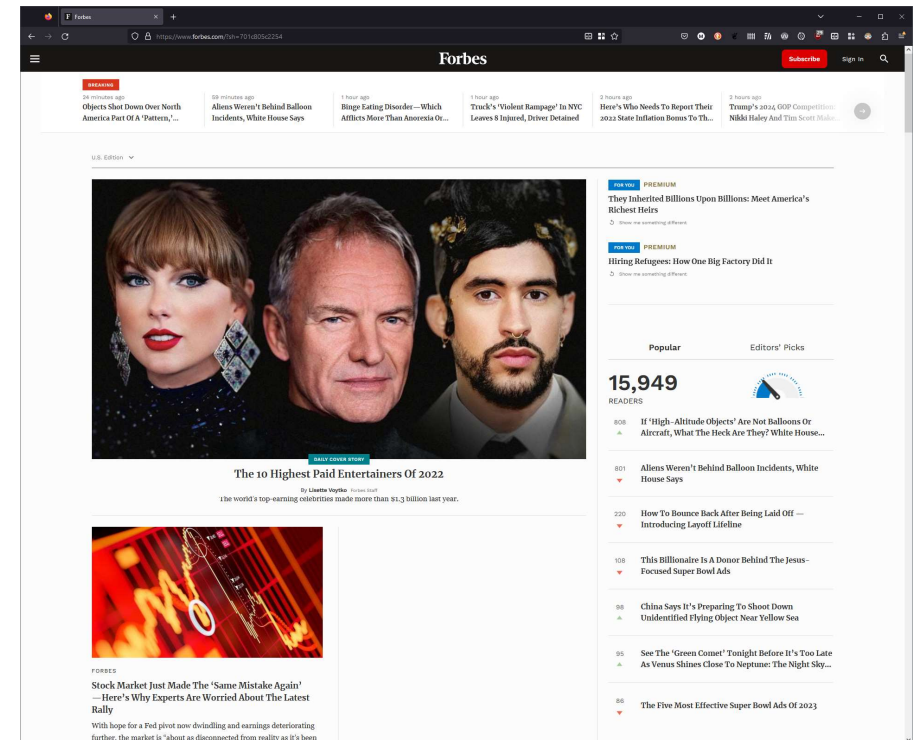 Forbes
https://www.forbes.com/?sh=701c805c2254
Forbes
Subscribe
Sign In
BREAKING
24 minutes ago
Objects Shot Down Over North
America Part Of A 'Pattern,'...
59 minutes ago
Aliens Weren't Behind Balloon
Incidents, White House Says
1 hour ago
Binge Eating Disorder—Which
Afflicts More Than Anorexia Or...
1 hour ago
Truck's 'Violent Rampage' In NYC
Leaves 8 Injured, Driver Detained
2 hours ago
Here's Who Needs To Report Their
2022 State Inflation Bonus To Th...
2 hours ago
Trump's 2024 GOP Competition:
Nikki Haley And Tim Scott Make...
U.S. Edition
DAILY COVER STORY
The 10 Highest Paid Entertainers Of 2022
By Lisette Voytko Forbes Staff
The world's top-earning celebrities made more than $1.3 billion last year.
FORBES
Stock Market Just Made The 'Same Mistake Again'
—Here's Why Experts Are Worried About The Latest
Rally
With hope for a Fed pivot now dwindling and earnings deteriorating
further, the market is "about as disconnected from reality as it's been
FOR YOU PREMIUM
They Inherited Billions Upon Billions: Meet America's
Richest Heirs
Show me something different
FOR YOU PREMIUM
Hiring Refugees: How One Big Factory Did It
Show me something different
Popular
Editors' Picks
15,949
READERS
808
If 'High-Altitude Objects' Are Not Balloons Or
Aircraft, What The Heck Are They? White House...
801
Aliens Weren't Behind Balloon Incidents, White
House Says
220
How To Bounce Back After Being Laid Off —
Introducing Layoff Lifeline
108
This Billionaire Is A Donor Behind The Jesus-
Focused Super Bowl Ads
98
China Says It's Preparing To Shoot Down
Unidentified Flying Object Near Yellow Sea
95
See The 'Green Comet' Tonight Before It's Too Late
As Venus Shines Close To Neptune: The Night Sky...
86
The Five Most Effective Super Bowl Ads Of 2023